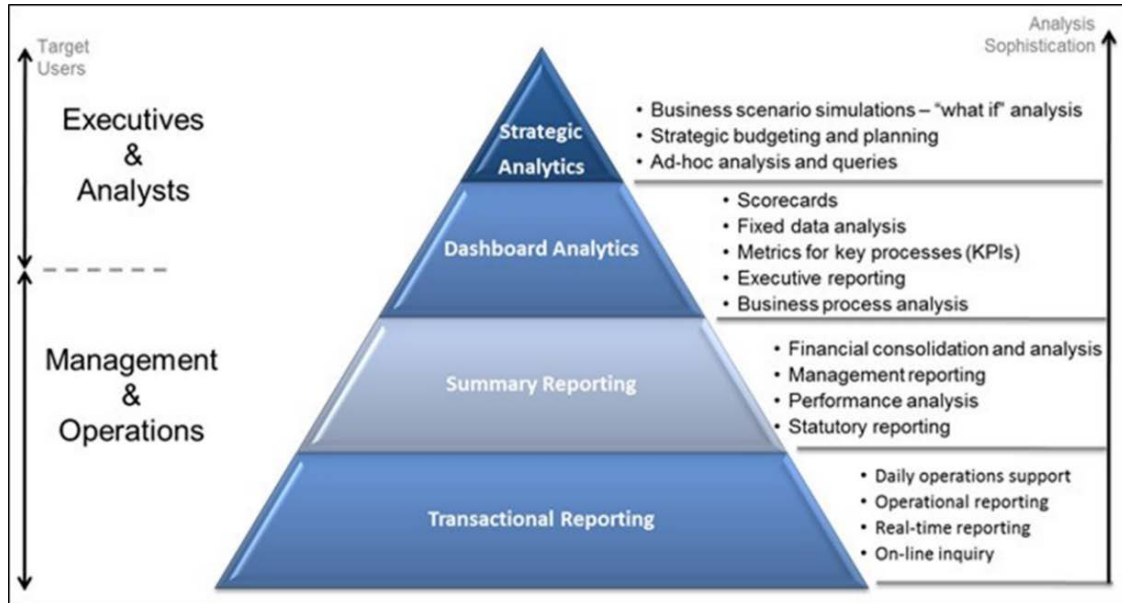 Target
Users
Executives
&
Analysts
Management
&
Operations
Strategic
Analytics
Dashboard Analytics
Summary Reporting
Transactional Reporting
Analysis
Sophistication
• Business scenario simulations – “what if” analysis
• Strategic budgeting and planning
• Ad-hoc analysis and queries
• Scorecards
• Fixed data analysis
• Metrics for key processes (KPIs)
• Executive reporting
• Business process analysis
• Financial consolidation and analysis
• Management reporting
• Performance analysis
• Statutory reporting
• Daily operations support
• Operational reporting
• Real-time reporting
• On-line inquiry